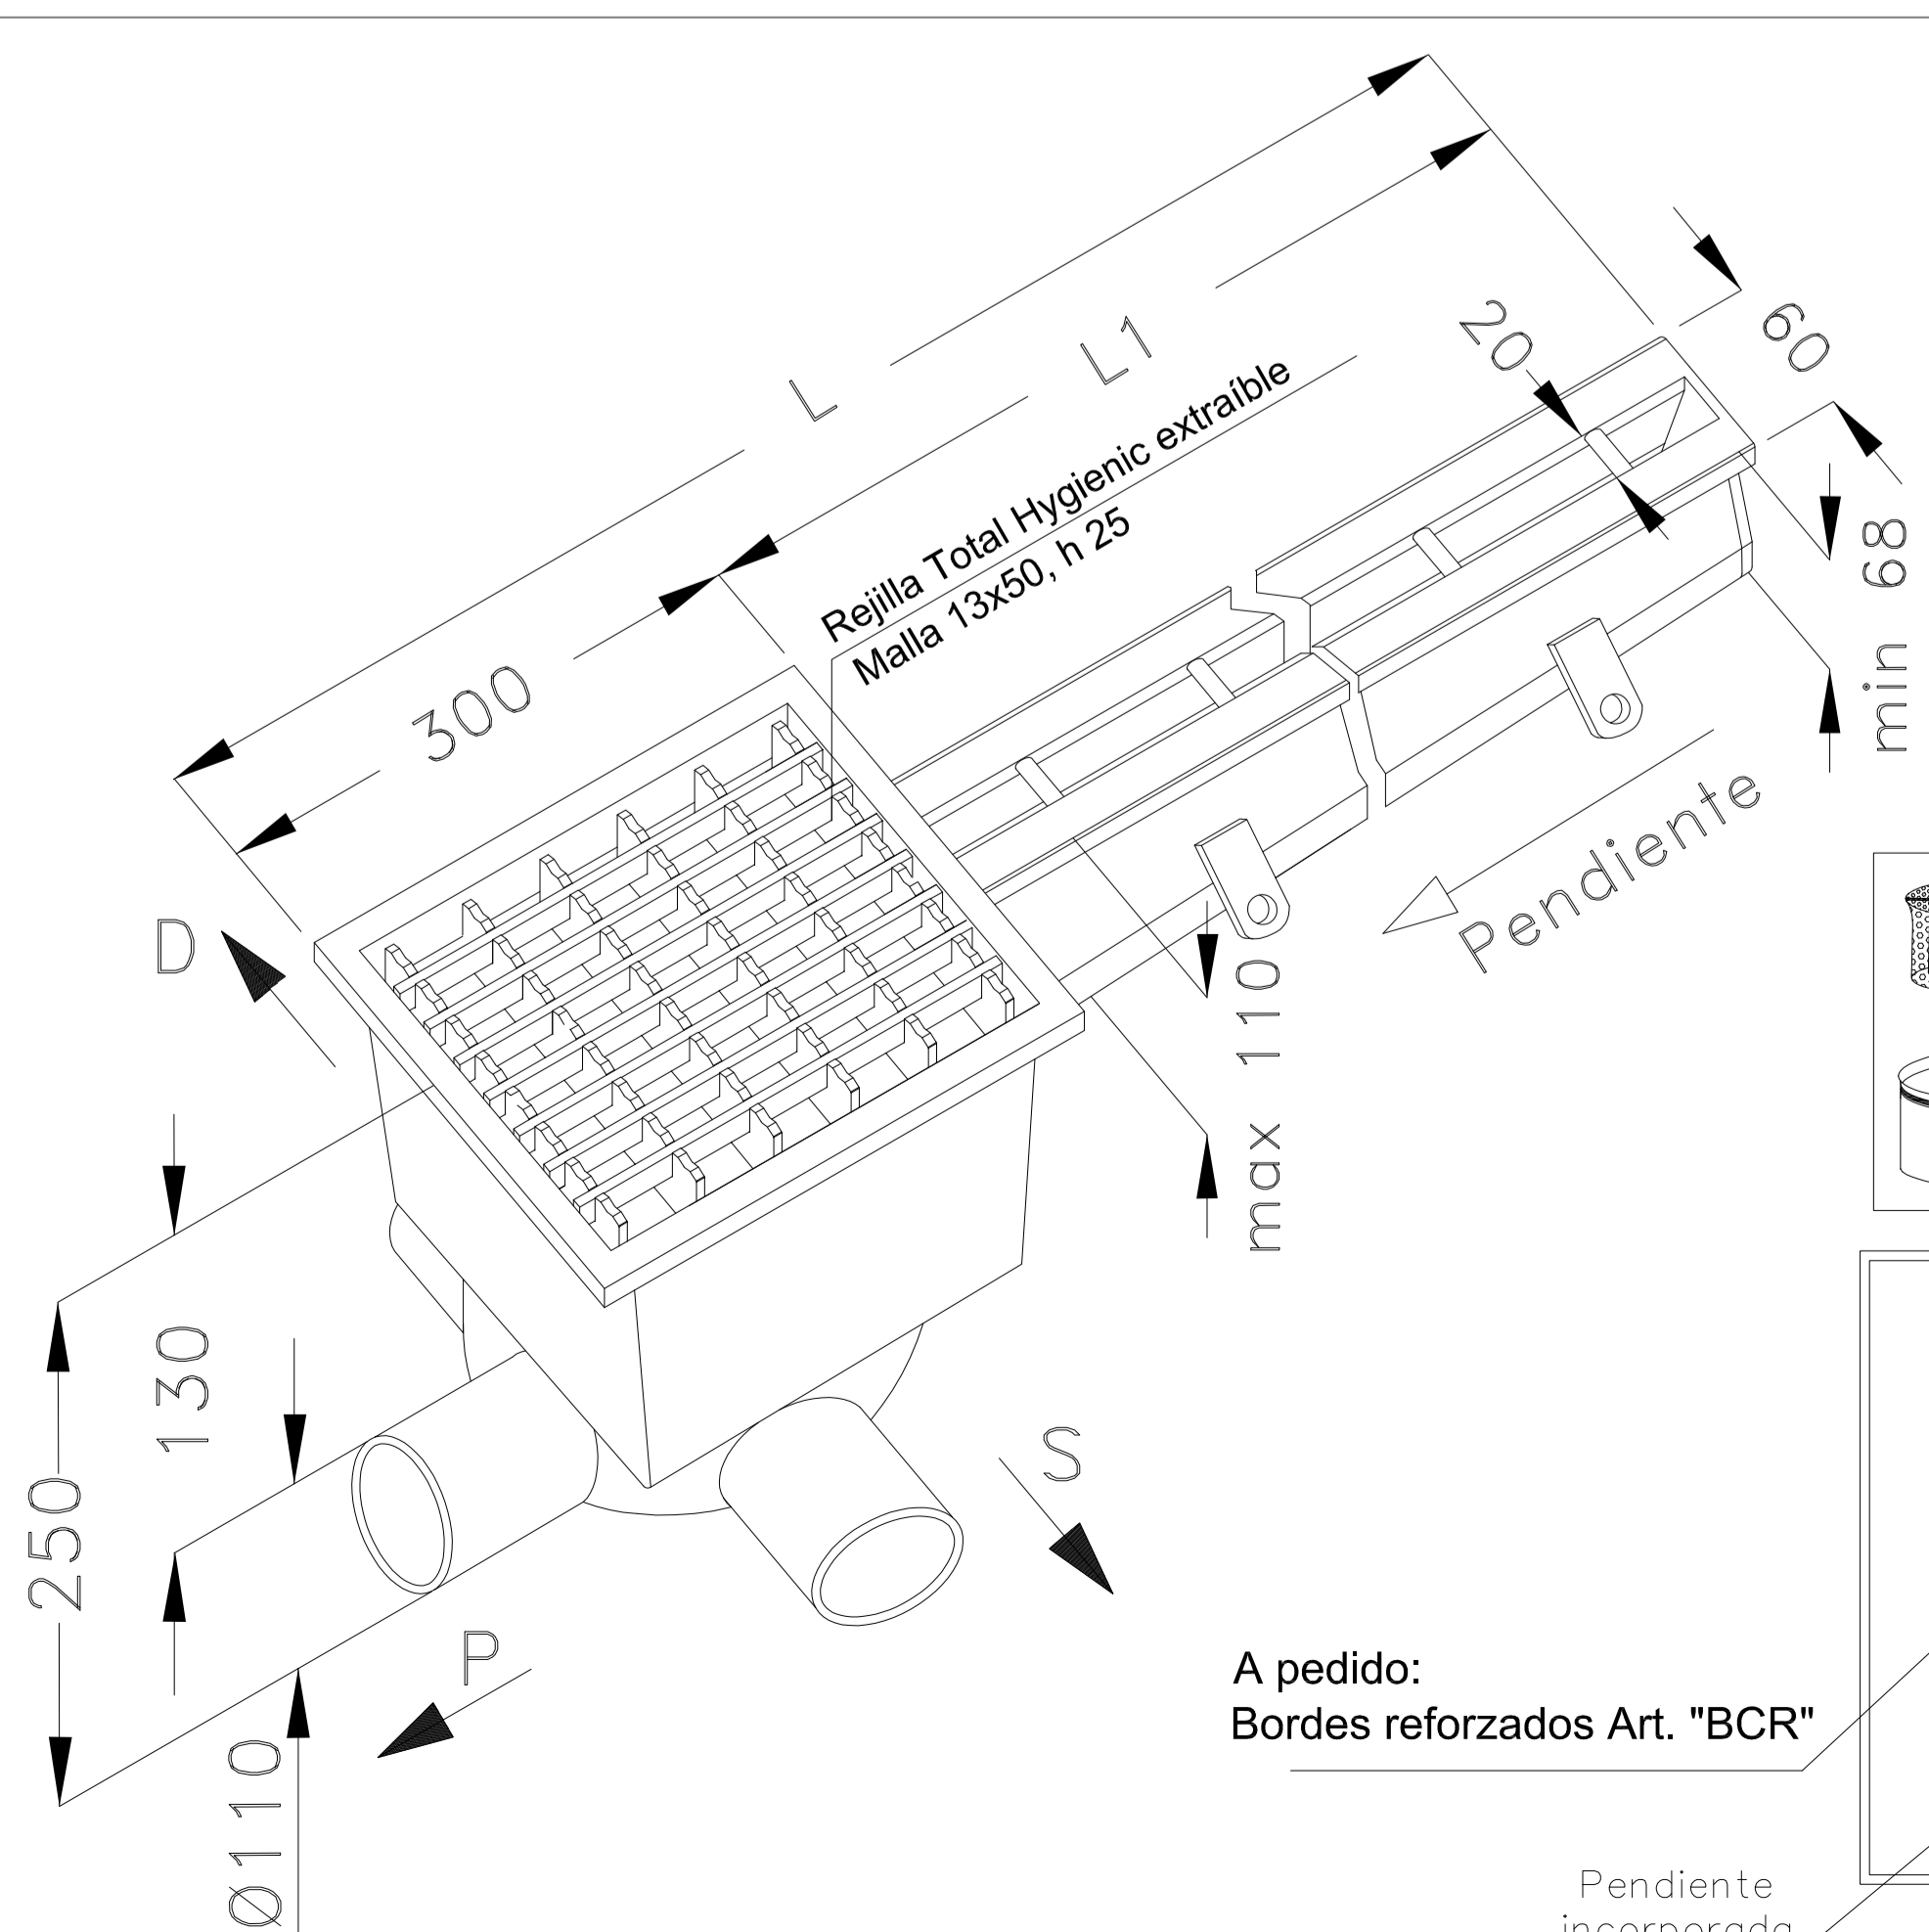 L
L1
300
20
60
min 68
Rejilla Total Hygienic extraíble
Malla 13x50, h 25
Pendiente
D
max 110
130
250
S
P
Ø110
A pedido:
Bordes reforzados Art. "BCR"
Pendiente
incorporada